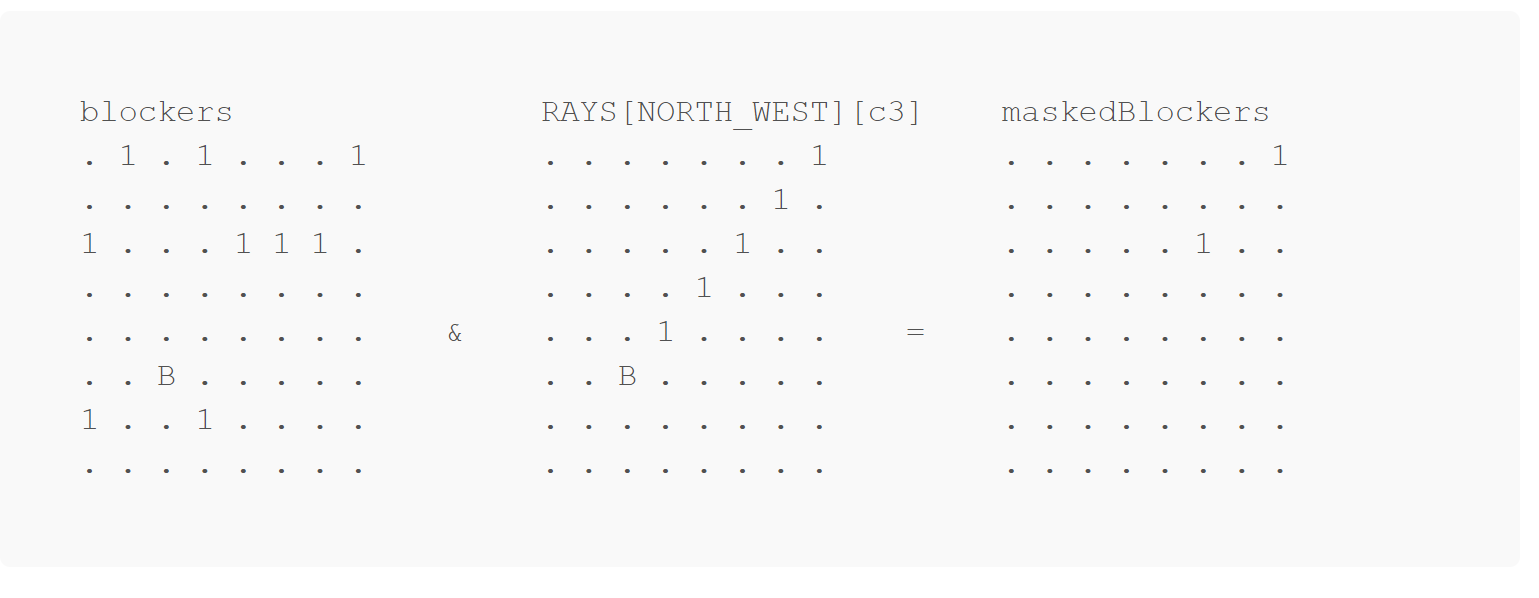 blockers RAYS[NORTH_WEST][c3] maskedBlockers
. 1 . 1 . . . 1 . . . . . . . 1 . . . . . . . 1
. . . . . . . . . . . . . . 1 . . . . . . . . .
1 . . . 1 1 1 . . . . . . 1 . . . . . . . 1 . .
. . . . . . . . . . . . 1 . . . . . . . . . . .
. . . . . . . . & . . . 1 . . . . = . . . . . . . .
. . B . . . . . . . B . . . . . . . . . . . . .
1 . . 1 . . . . . . . . . . . . . . . . . . . .
. . . . . . . . . . . . . . . . . . . . . . . .